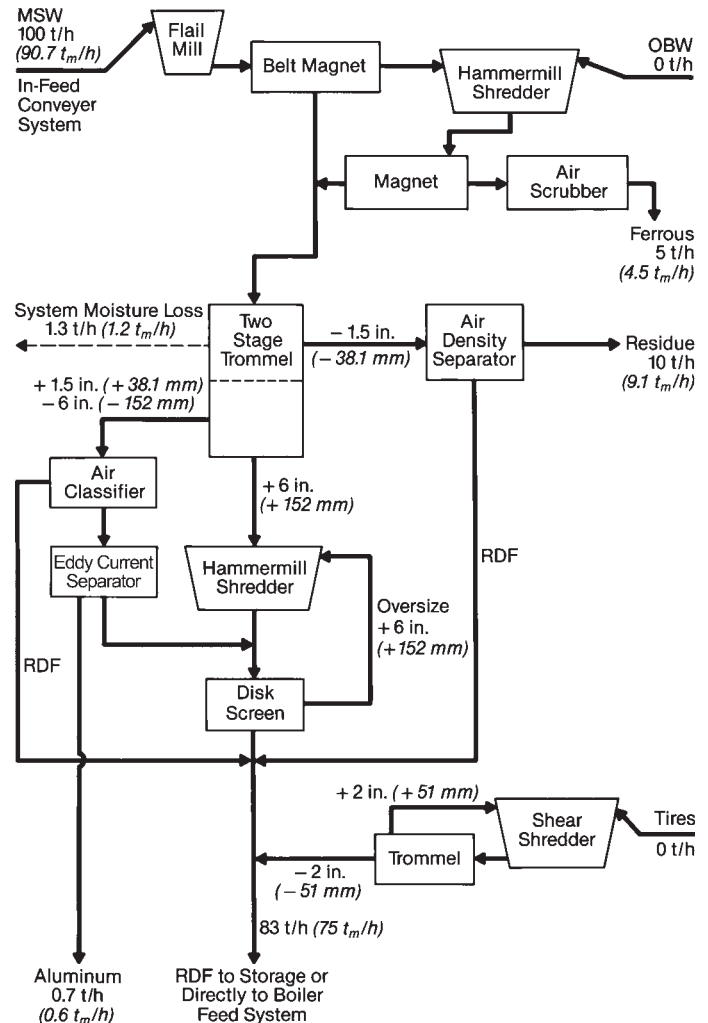 MSW
100 t/h
(90.7 tm/h)
In-Feed
Conveyer
System
Flail
Mill
Belt Magnet
Hammermill
Shredder
OBW
0 t/h
Magnet
Air
Scrubber
Ferrous
5 t/h
(4.5 tm/h)
System Moisture Loss
1.3 t/h (1.2 tm/h)
Two
Stage
Trommel
− 1.5 in.
(− 38.1 mm)
Air
Density
Separator
Residue
10 t/h
(9.1 tm/h)
+ 1.5 in. (+ 38.1 mm)
− 6 in. (− 152 mm)
Air
Classifier
+ 6 in.
(+ 152 mm)
Eddy Current
Separator
Hammermill
Shredder
RDF
Oversize
+ 6 in.
(+152 mm)
RDF
Disk
Screen
+ 2 in. (+ 51 mm)
Shear
Shredder
Tires
0 t/h
Trommel
− 2 in.
(− 51 mm)
83 t/h (75 tm/h)
Aluminum
0.7 t/h
(0.6 tm/h)
RDF to Storage or
Directly to Boiler
Feed System